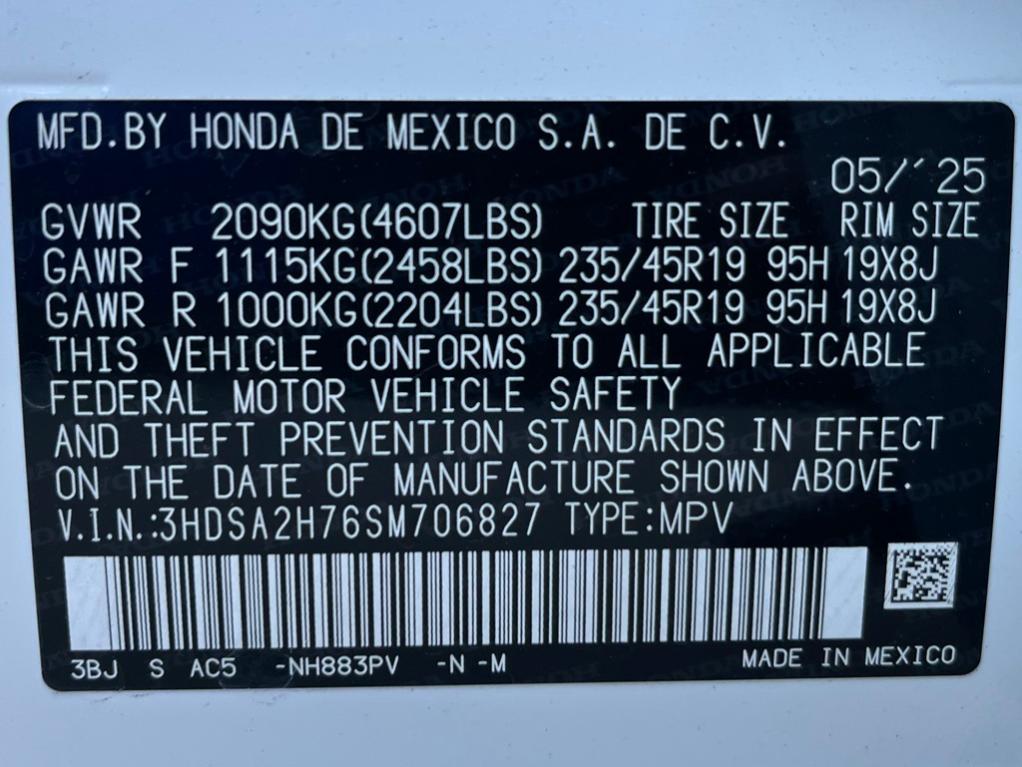 MFD.BY HONDA DE MEXICO S.A. DE C.V.
05/'25
GVWR 2090KG(4607LBS) TIRE SIZE RIM SIZE
GAWR F 1115KG(2458LBS) 235/45R19 95H 19X8J
GAWR R 1000KG(2204LBS) 235/45R19 95H 19X8J
THIS VEHICLE CONFORMS TO ALL APPLICABLE
FEDERAL MOTOR VEHICLE SAFETY
AND THEFT PREVENTION STANDARDS IN EFFECT
ON THE DATE OF MANUFACTURE SHOWN ABOVE.
V.I.N.:3HDSA2H76SM706827 TYPE:MPV
3BJ S AC5 -NH883PV -N -M MADE IN MEXICO